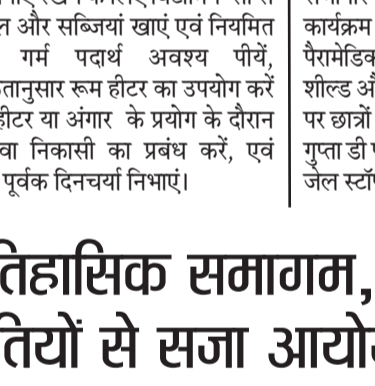 और सब्जियां खाएं एवं नियमित
गर्म पदार्थ अवश्य पीयें,
रूम हीटर का उपयोग करें
हीटर या अंगार के प्रयोग के दौरान
निकासी का प्रबंध करें, एवं
पूर्वक दिनचर्या निभाएं।
कार्यक्रम
पैरामेडिक
शील्ड
पर छात्रों
गुप्ता डी
जेल
समागम,
से सजा